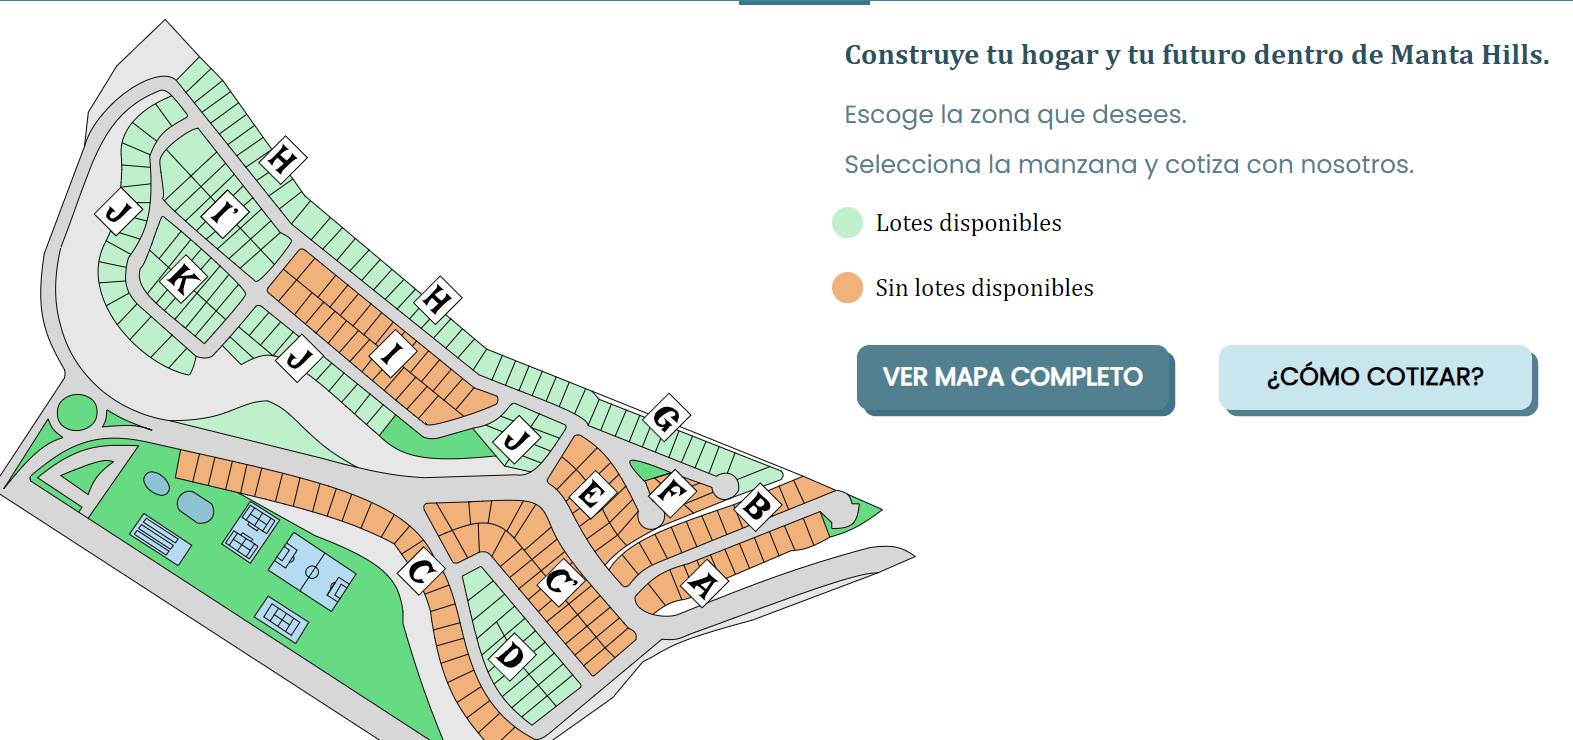 Construye tu hogar y tu futuro dentro de Manta Hills.
Escoge la zona que desees.
Selecciona la manzana y cotiza con nosotros.
Lotes disponibles
Sin lotes disponibles
VER MAPA COMPLETO
¿CÓMO COTIZAR?
H
J
I'
K
H
J
I
G
J
E
F
B
C
C'
A
D